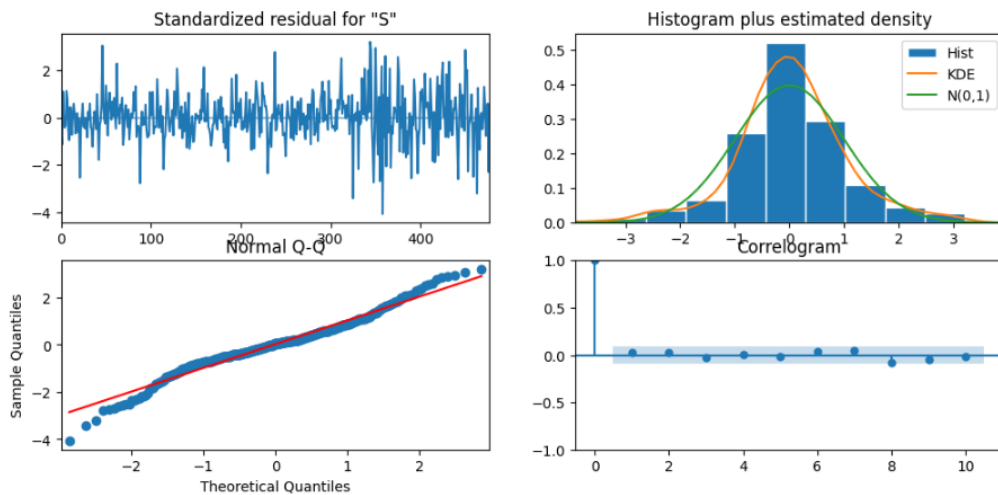 Standardized residual for "S"
2
0
−2
−4
0 100 200 300 400
Histogram plus estimated density
Hist
KDE
N(0,1)
0.5
0.4
0.3
0.2
0.1
0.0
−3 −2 −1 0 1 2 3
Normal Q-Q
Sample Quantiles
2
0
−2
−4
−2 −1 0 1 2
Theoretical Quantiles
Correlogram
1.0
0.5
0.0
−0.5
−1.0
0 2 4 6 8 10